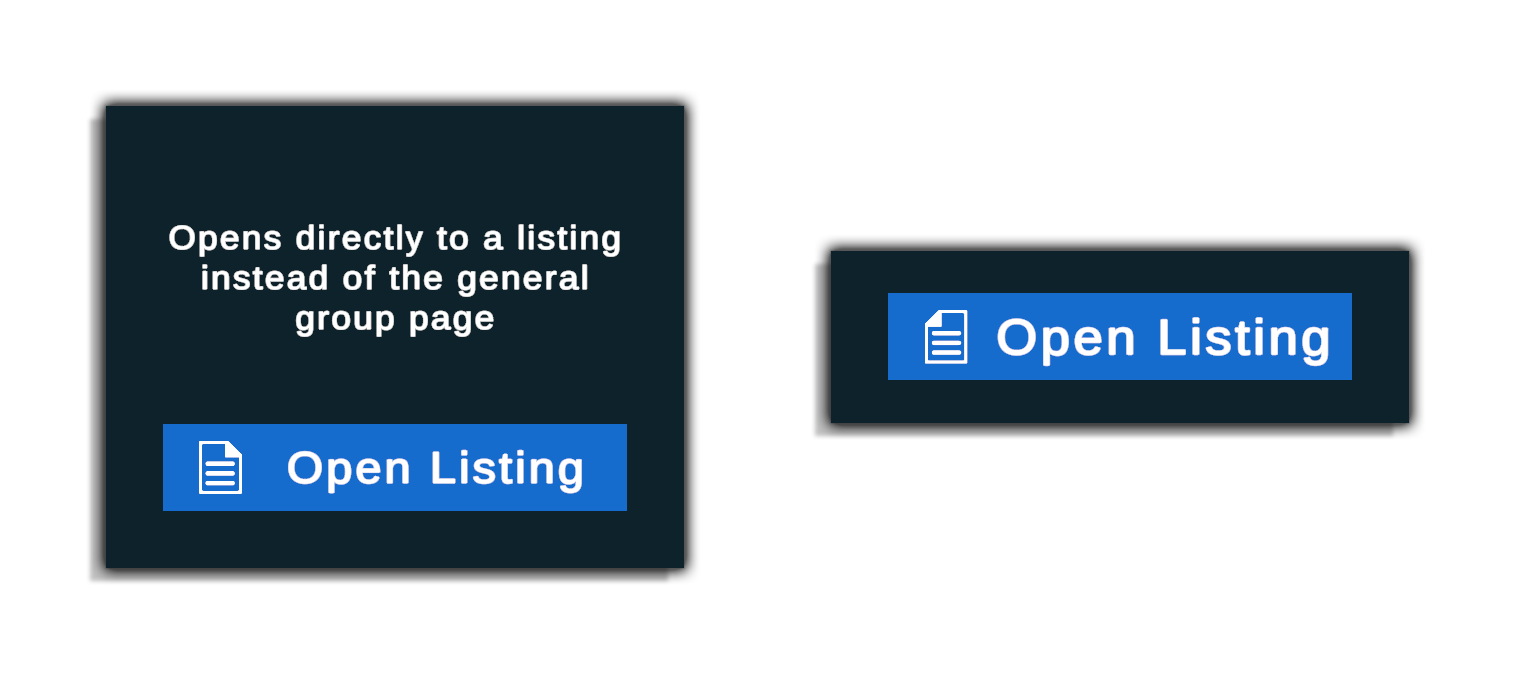 Opens directly to a listing
instead of the general
group page
Open Listing
Open Listing